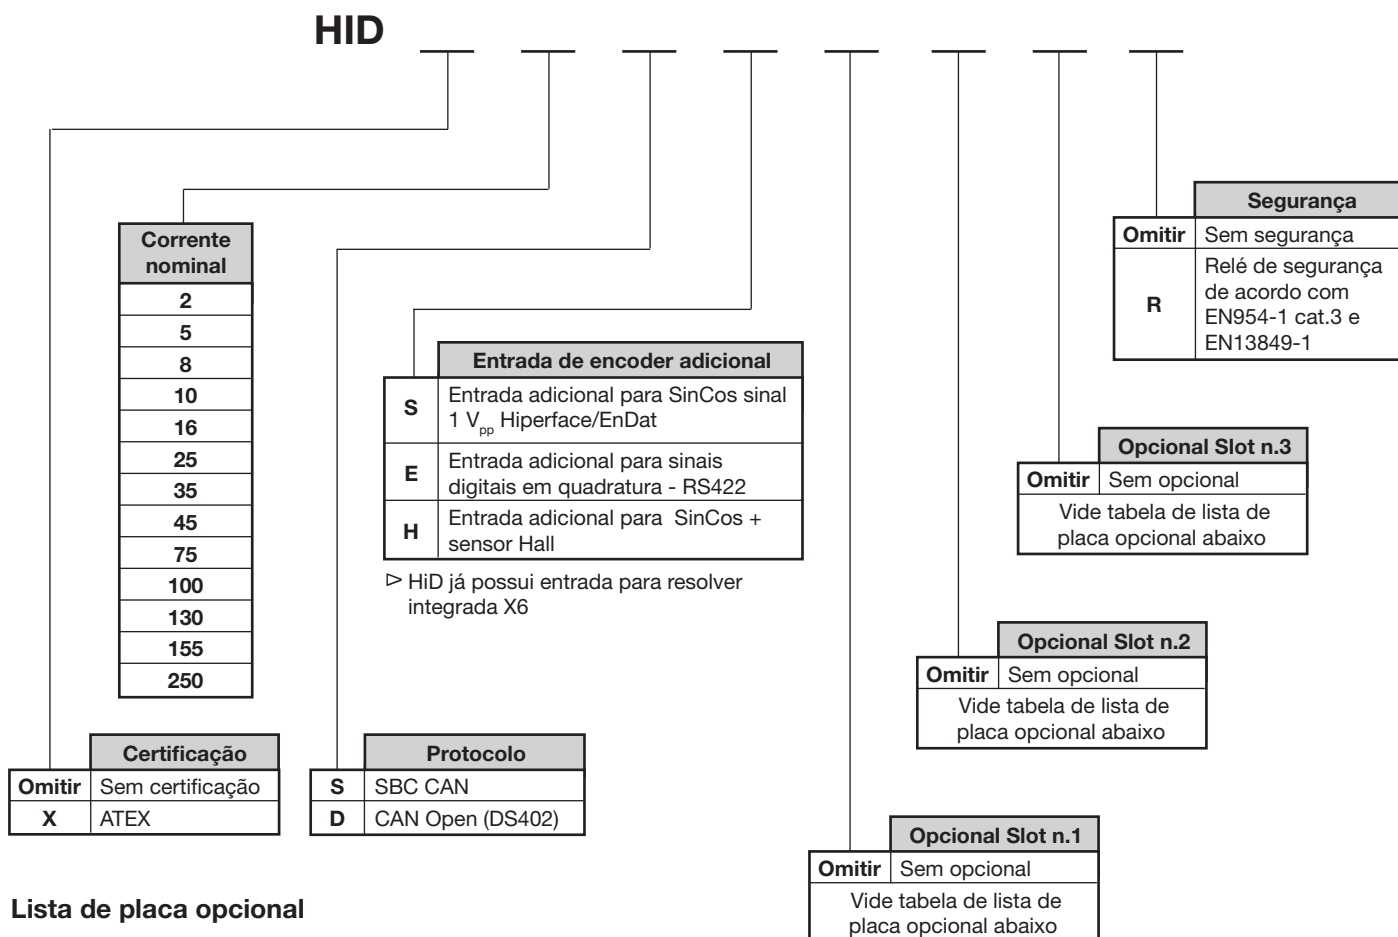 HID
Segurança
Omitir Sem segurança
R Relé de segurança
de acordo com
EN954-1 cat.3 e
EN13849-1
Corrente
nominal
2
5
8
10
16
25
35
45
75
100
130
155
250
Entrada de encoder adicional
S Entrada adicional para SinCos sinal
1 Vpp Hiperface/EnDat
E Entrada adicional para sinais
digitais em quadratura - RS422
H Entrada adicional para SinCos +
sensor Hall
▷ HiD já possui entrada para resolver
integrada X6
Opcional Slot n.3
Omitir Sem opcional
Vide tabela de lista de
placa opcional abaixo
Opcional Slot n.2
Omitir Sem opcional
Vide tabela de lista de
placa opcional abaixo
Certificação
Omitir Sem certificação
X ATEX
Protocolo
S SBC CAN
D CAN Open (DS402)
Opcional Slot n.1
Omitir Sem opcional
Vide tabela de lista de
placa opcional abaixo
Lista de placa opcional